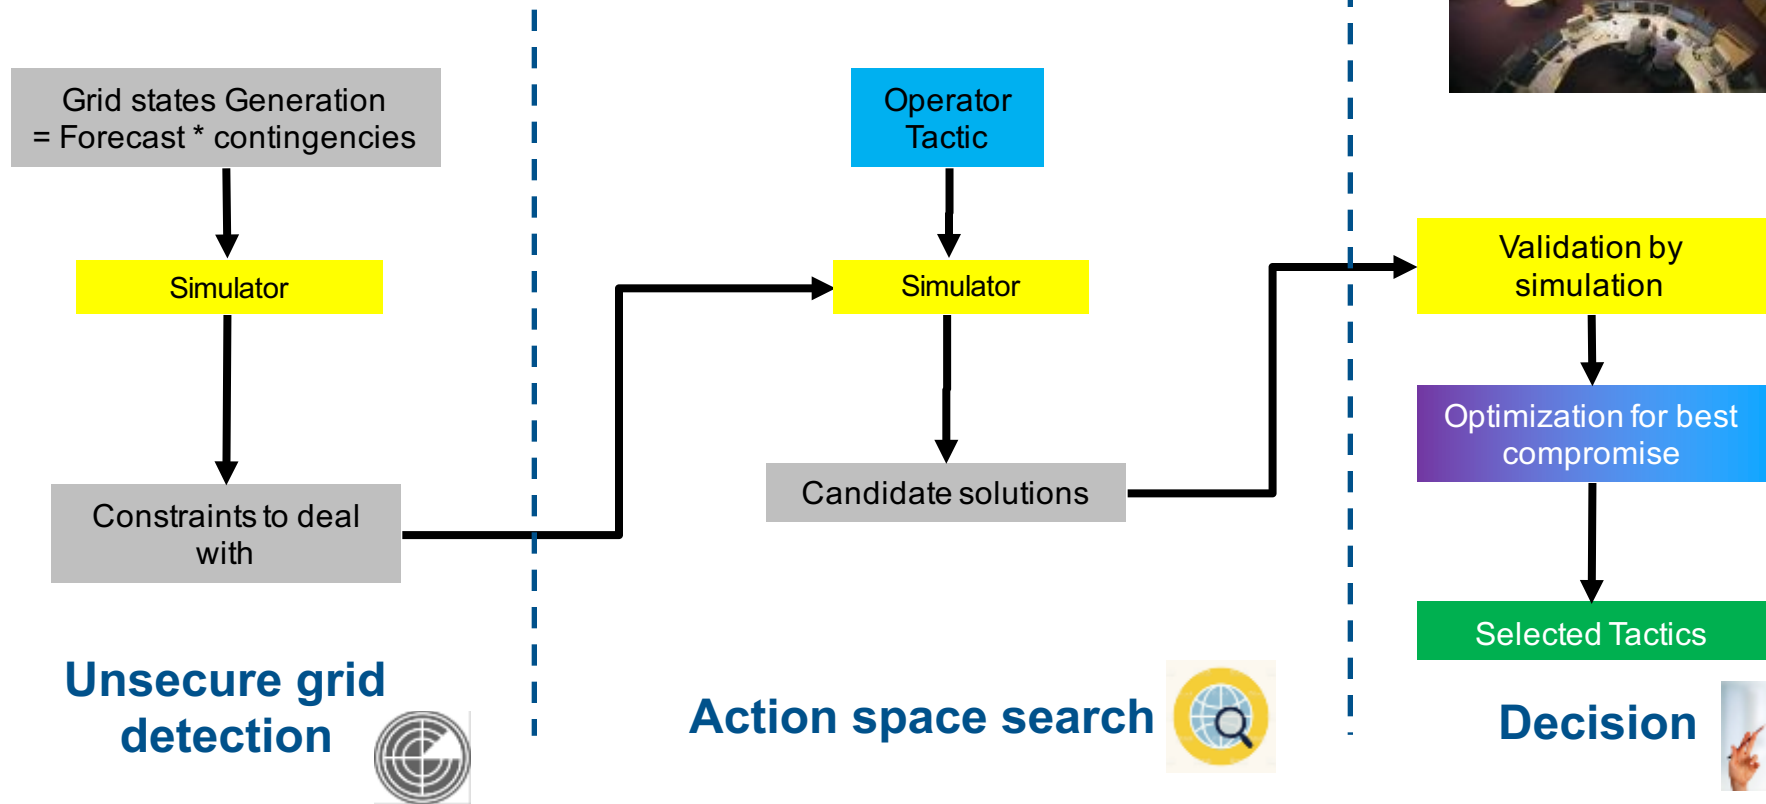 Grid states Generation
= Forecast * contingencies
Simulator
Constraints to deal
with
Unsecure grid
detection
Operator
Tactic
Simulator
Candidate solutions
Action space search
Validation by
simulation
Optimization for best
compromise
Selected Tactics
Decision